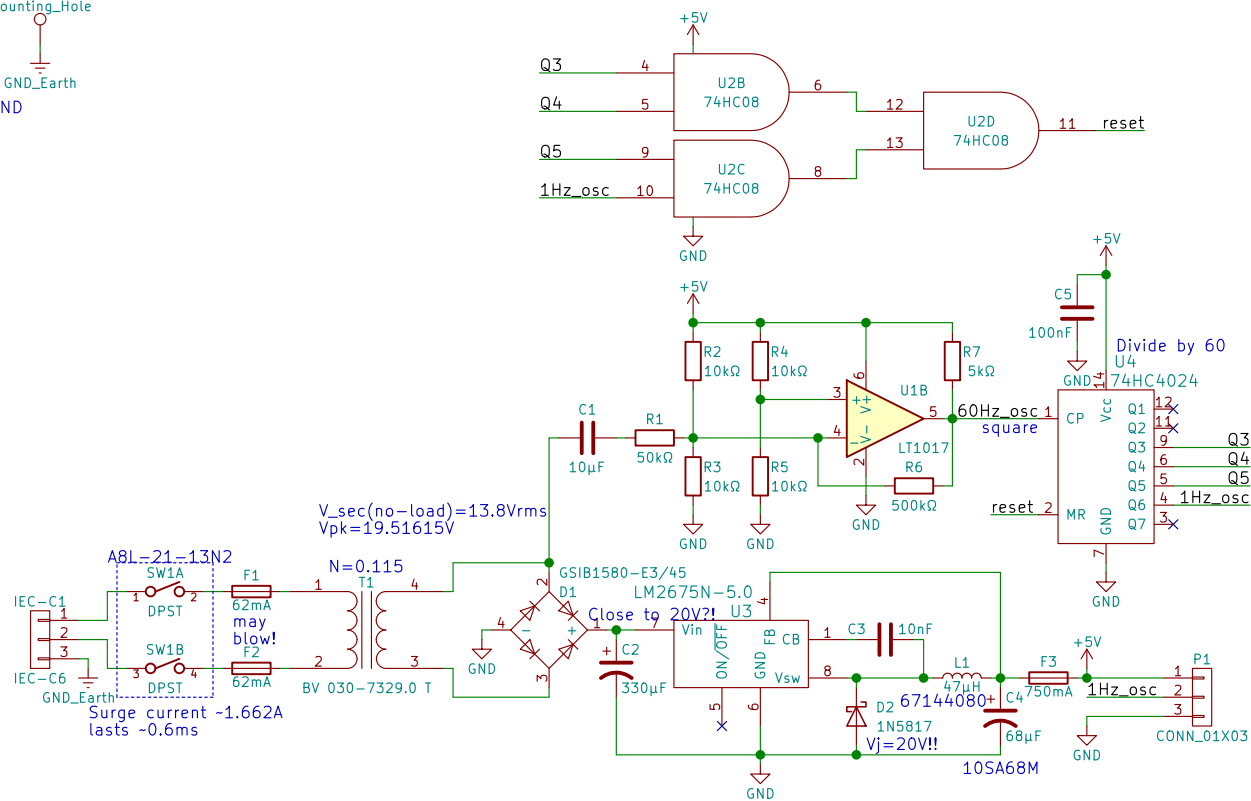 ounting_Hole
GND_Earth
ND
+5V
Q3
4
Q4
5
U2B
74HC08
6
12
U2D
74HC08
11
reset
13
Q5
9
1Hz_osc
10
U2C
74HC08
8
GND
+5V
+5V
C5
100nF
GND
Divide by 60
U4
74HC4024
R2
10kΩ
R4
10kΩ
R7
5kΩ
U1B
LT1017
3
4
6
2
5
+
V+
V-
60Hz_osc
square
C1
10µF
R1
50kΩ
R3
10kΩ
R5
10kΩ
R6
500kΩ
GND
GND
GND
1
CP
14
Vcc
Q1
12
Q2
11
Q3
9
Q3
Q4
6
Q4
Q5
5
Q5
Q6
4
1Hz_osc
Q7
3
reset
2
MR
GND
7
GND
V_sec(no-load)=13.8Vrms
Vpk=19.51615V
N=0.115
T1
1
2
4
3
BV 030-7329.0 T
A8L-21-13N2
SW1A
1
2
DPST
SW1B
3
4
DPST
F1
62mA
may
blow!
F2
62mA
IEC-C1
1
2
3
IEC-C6
GND_Earth
Surge current ~1.662A
lasts ~0.6ms
GSIB1580-E3/45
D1
2
4
-
+
1
3
GND
Close to 20V?!
LM2675N-5.0
U3
7
Vin
ON/OFF
5
GND
6
FB
4
CB
1
Vsw
8
+
C2
330µF
C3
10nF
D2
1N5817
Vj=20V!!
L1
47µH
67144080
+
C4
68µF
10SA68M
F3
750mA
+5V
1Hz_osc
P1
1
2
3
CONN_01X03
GND
GND